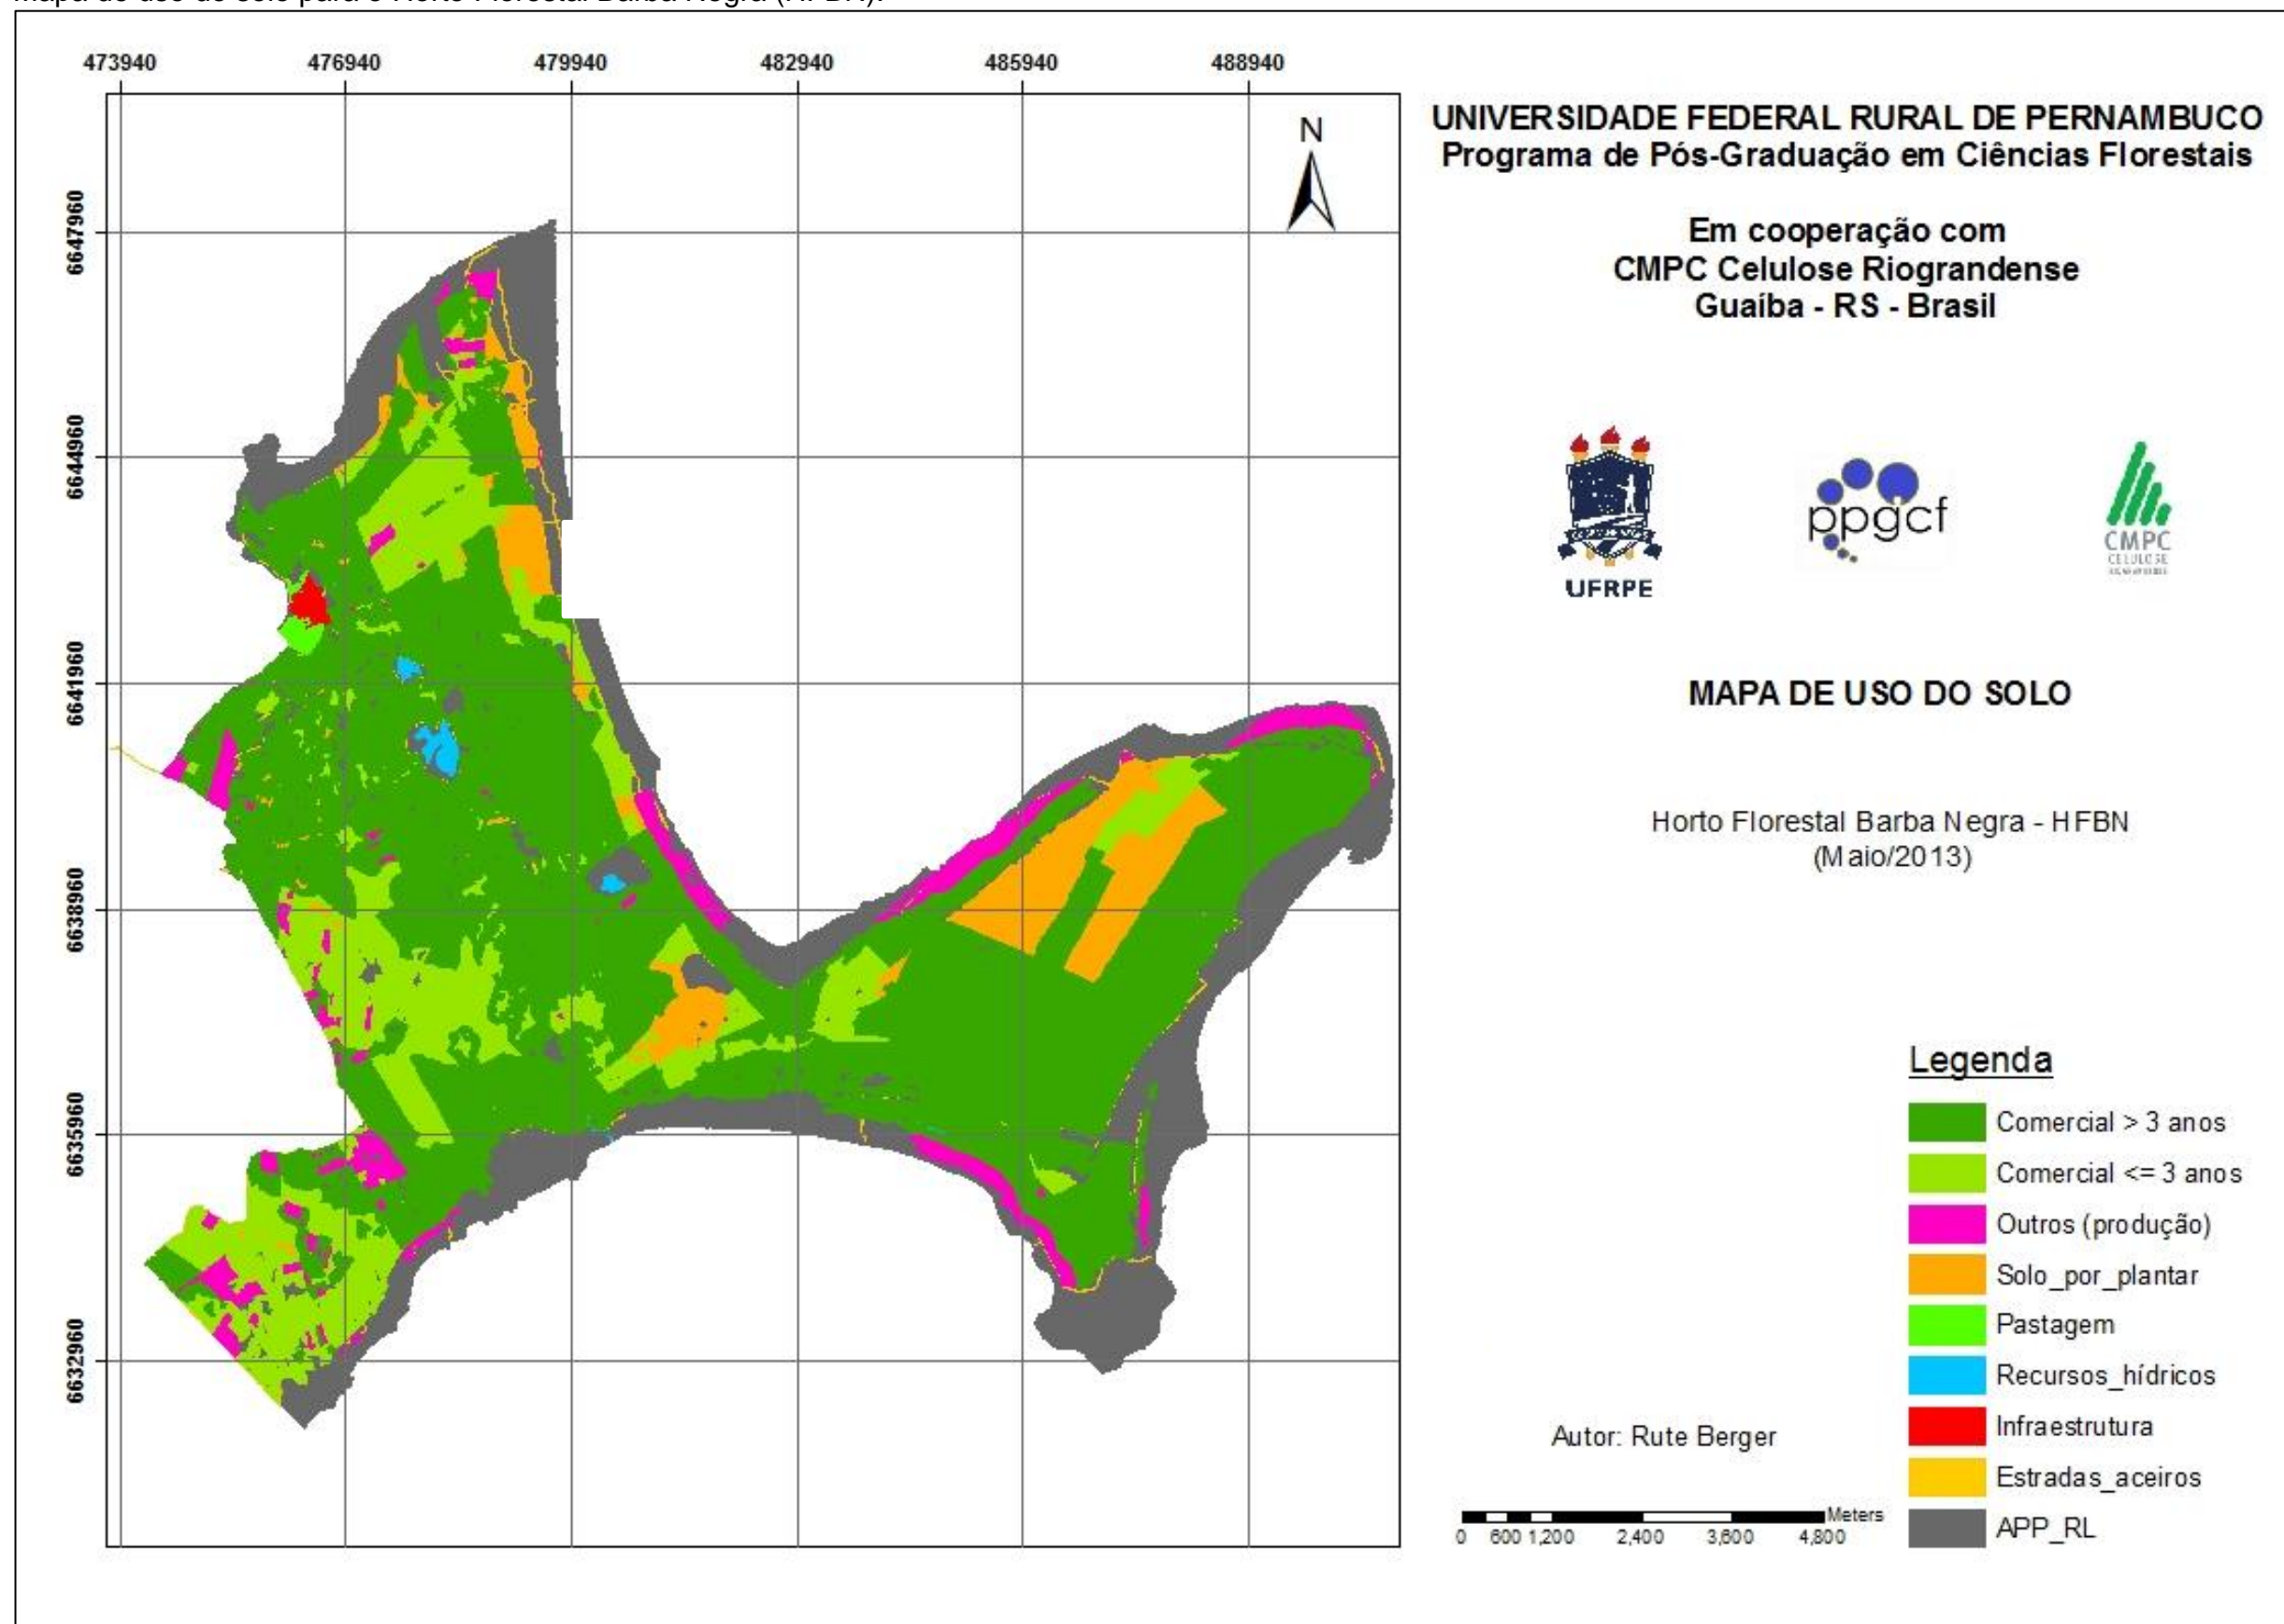 mapa de uso do solo para o Horto Florestal Barba Negra (HFBN).
473940 476940 479940 482940 485940 488940
6647960
6644960
6641960
6638960
6635960
6632960
N
UNIVERSIDADE FEDERAL RURAL DE PERNAMBUCO
Programa de Pós-Graduação em Ciências Florestais
Em cooperação com
CMPC Celulose Riograndense
Guaíba - RS - Brasil
UFRPE
ppgcf
CMPC
CELULOSE
MAPA DE USO DO SOLO
Horto Florestal Barba Negra - HFBN
(Maio/2013)
Legenda
Comercial > 3 anos
Comercial <= 3 anos
Outros (produção)
Solo_por_plantar
Pastagem
Recursos_hídricos
Infraestrutura
Estradas_aceiros
APP_RL
Autor: Rute Berger
Meters
0 600 1,200 2,400 3,600 4,800